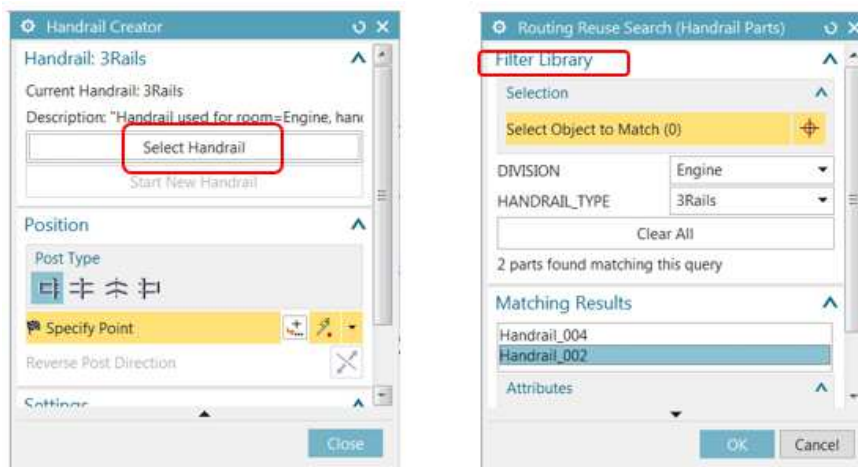 Handrail Creator
Handrail: 3Rails
Current Handrail: 3Rails
Description: "Handrail used for room=Engine, hand
Select Handrail
Start New Handrail
Position
Post Type
Specify Point
Reverse Post Direction
Settings
Close
Routing Reuse Search (Handrail Parts)
Filter Library
Selection
Select Object to Match (0)
DIVISION Engine
HANDRAIL_TYPE 3Rails
Clear All
2 parts found matching this query
Matching Results
Handrail_004
Handrail_002
Attributes
OK Cancel